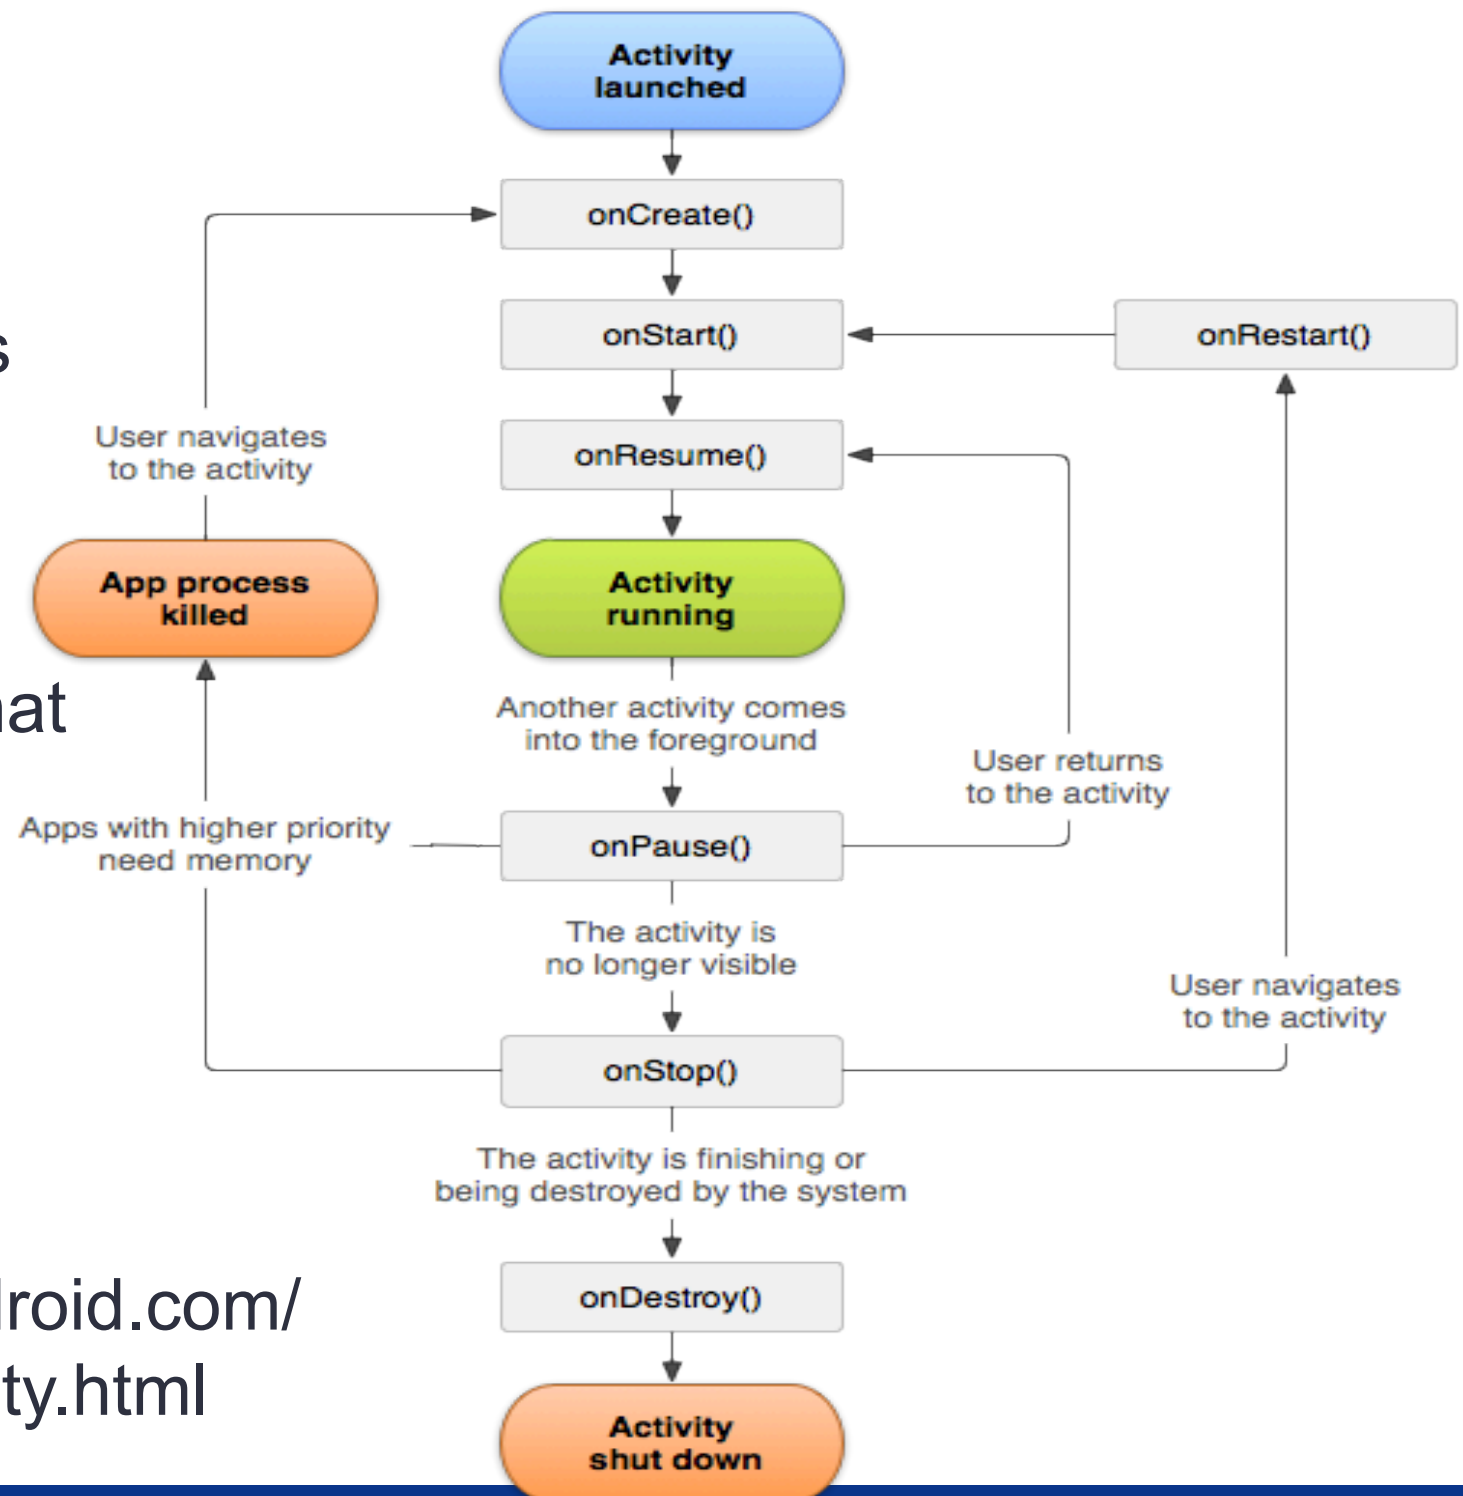 Activity
launched
onCreate()
onStart()
onRestart()
s
User navigates
to the activity
onResume()
App process
killed
Activity
running
hat
Another activity comes
into the foreground
User returns
to the activity
Apps with higher priority
need memory
onPause()
The activity is
no longer visible
User navigates
to the activity
onStop()
The activity is finishing or
being destroyed by the system
droid.com/
ty.html
onDestroy()
Activity
shut down